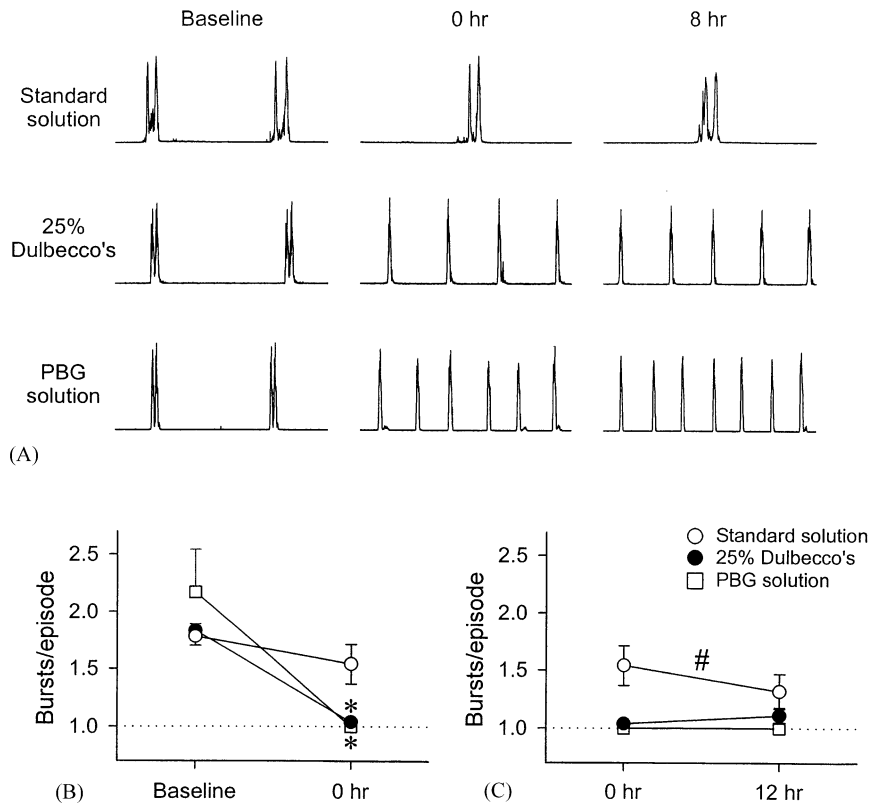 Baseline 0 hr 8 hr
Standard
solution
25%
Dulbecco's
PBG
solution
(A)
Bursts/episode
2.5
2.0
1.5
1.0
*
*
Baseline 0 hr
(B)
Bursts/episode
2.5
2.0
1.5
1.0
Standard solution
25% Dulbecco's
PBG solution
#
0 hr 12 hr
(C)